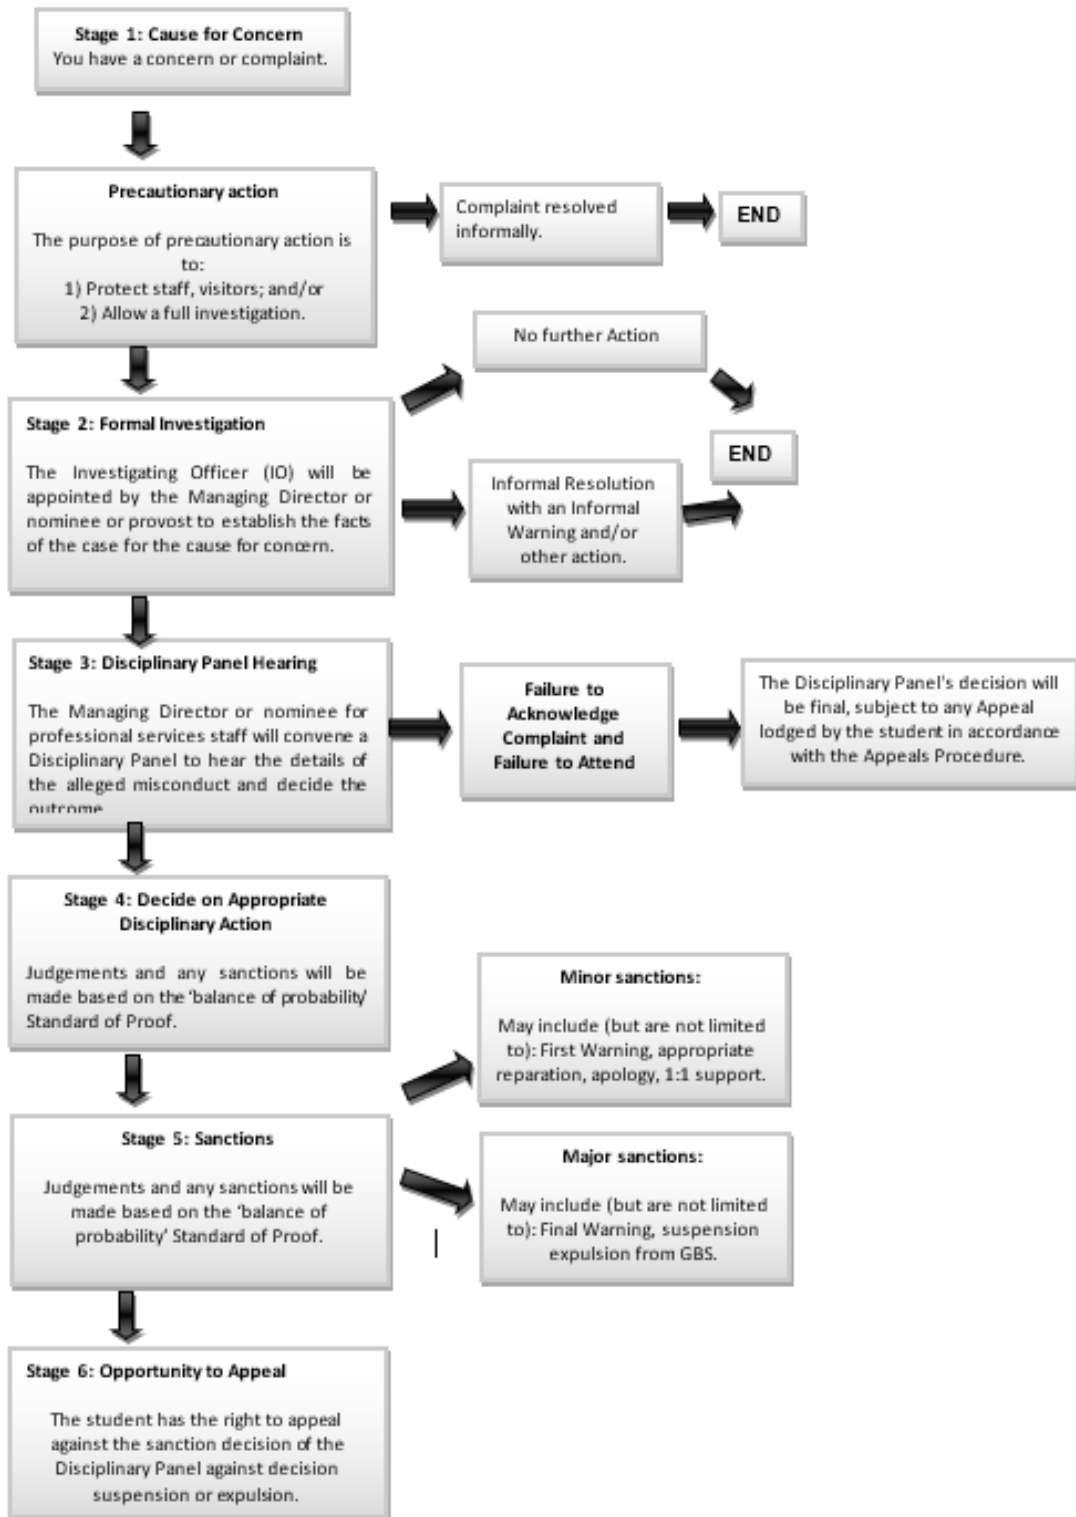 Stage 1: Cause for Concern
You have a concern or complaint.
Precautionary action
The purpose of precautionary action is
to:
1) Protect staff, visitors; and/or
2) Allow a full investigation.
Complaint resolved
informally.
END
No further Action
Stage 2: Formal Investigation
The Investigating Officer (IO) will be
appointed by the Managing Director or
nominee or provost to establish the facts
of the case for the cause for concern.
Informal Resolution
with an Informal
Warning and/or
other action.
END
Stage 3: Disciplinary Panel Hearing
The Managing Director or nominee for
professional services staff will convene a
Disciplinary Panel to hear the details of
the alleged misconduct and decide the
outcome
Failure to
Acknowledge
Complaint and
Failure to Attend
The Disciplinary Panel's decision will
be final, subject to any Appeal
lodged by the student in accordance
with the Appeals Procedure.
Stage 4: Decide on Appropriate
Disciplinary Action
Judgements and any sanctions will be
made based on the ‘balance of probability’
Standard of Proof.
Minor sanctions:
May include (but are not limited
to): First Warning, appropriate
reparation, apology, 1:1 support.
Stage 5: Sanctions
Judgements and any sanctions will be
made based on the ‘balance of
probability’ Standard of Proof.
Major sanctions:
May include (but are not limited
to): Final Warning, suspension
expulsion from GBS.
Stage 6: Opportunity to Appeal
The student has the right to appeal
against the sanction decision of the
Disciplinary Panel against decision
suspension or expulsion.